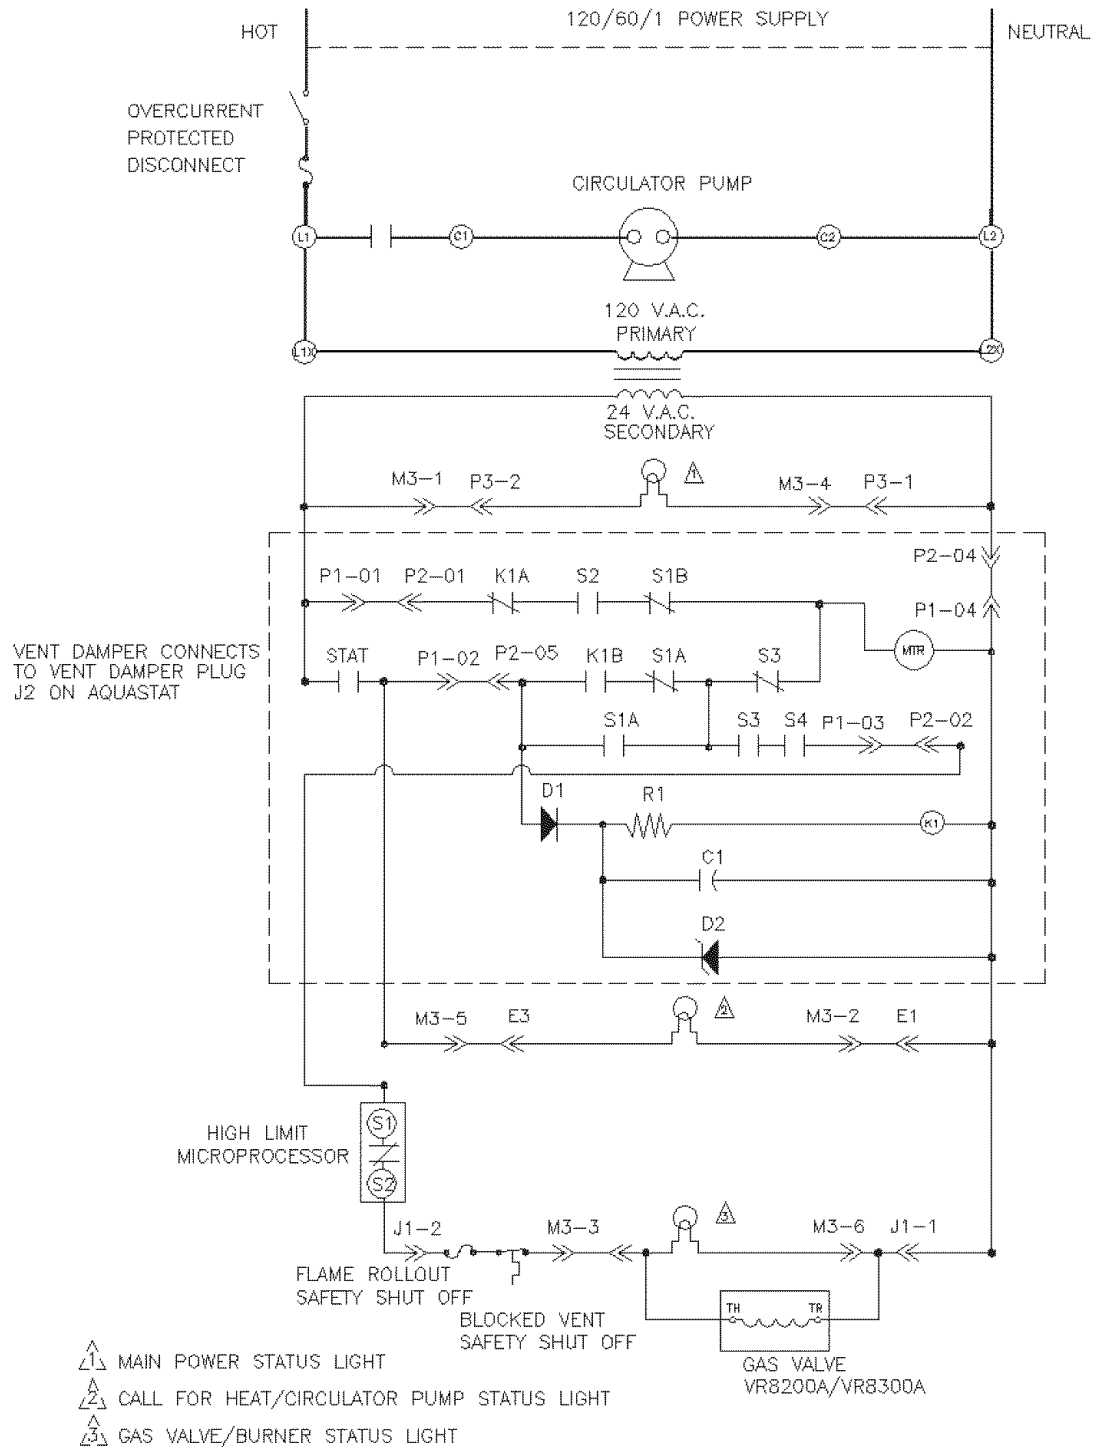 120/60/1 POWER SUPPLY
HOT
NEUTRAL
OVERCURRENT
PROTECTED
DISCONNECT
CIRCULATOR PUMP
L1
C1
C2
L2
120 V.A.C.
PRIMARY
L1X
L2X
24 V.A.C.
SECONDARY
M3-1
P3-2
1
M3-4
P3-1
P2-04
P1-01
P2-01
K1A
S2
S1B
P1-04
VENT DAMPER CONNECTS
TO VENT DAMPER PLUG
J2 ON AQUASTAT
STAT
P1-02
P2-05
K1B
S1A
S3
MTR
S1A
S3
S4
P1-03
P2-02
D1
R1
K1
C1
D2
M3-5
E3
2
M3-2
E1
HIGH LIMIT
MICROPROCESSOR
S1
S2
J1-2
M3-3
3
M3-6
J1-1
FLAME ROLLOUT
SAFETY SHUT OFF
BLOCKED VENT
SAFETY SHUT OFF
TH
TR
GAS VALVE
VR8200A/VR8300A
1 MAIN POWER STATUS LIGHT
2 CALL FOR HEAT/CIRCULATOR PUMP STATUS LIGHT
3 GAS VALVE/BURNER STATUS LIGHT